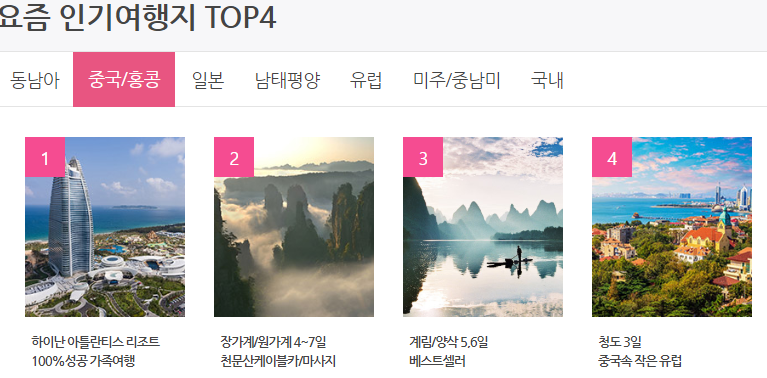 요즘 인기여행지 TOP4
동남아 중국/홍콩 일본 남태평양 유럽 미주/중남미 국내
1 2 3 4
하이난 아틀란티스 리조트
100%성공 가족여행
장가계/원가계 4~7일
천문산케이블카/마사지
계림/양삭 5,6일
베스트셀러
청도 3일
중국속 작은 유럽